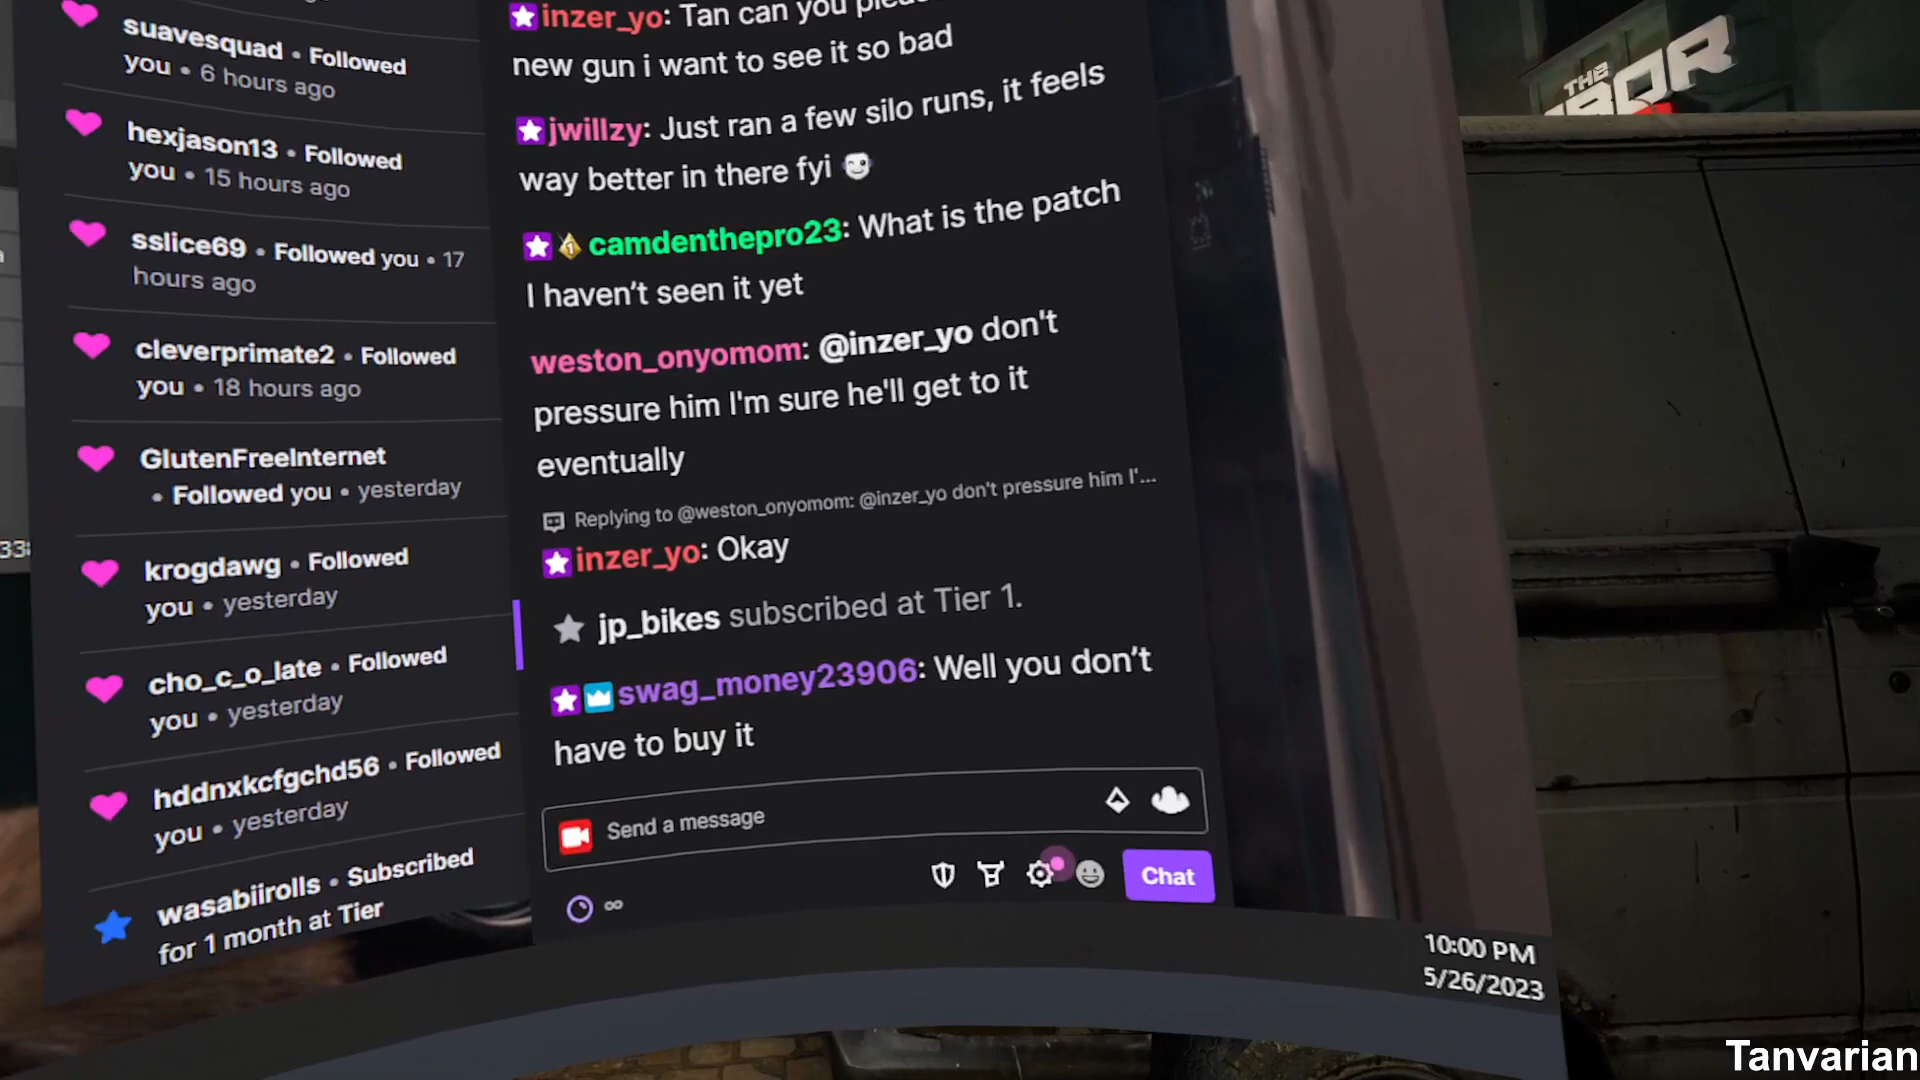 suavesquad • Followed
you • 6 hours ago
hexjason13 • Followed
you • 15 hours ago
sslice69 • Followed you • 17
hours ago
cleverprimate2 • Followed
you • 18 hours ago
GlutenFreeInternet
• Followed you • yesterday
krogdawg • Followed
you • yesterday
cho_c_o_late • Followed
you • yesterday
hddnxkcfgchd56 • Followed
you • yesterday
wasabiirolls • Subscribed
for 1 month at Tier
inzer_yo: Tan can you
new gun i want to see it so bad
jwillzy: Just ran a few silo runs, it feels
way better in there fyi
camdenthepro23: What is the patch
I haven’t seen it yet
weston_onyomom: @inzer_yo don't
pressure him I'm sure he'll get to it
eventually
Replying to @weston_onyomom: @inzer_yo don't pressure him I'...
inzer_yo: Okay
jp_bikes subscribed at Tier 1.
swag_money23906: Well you don’t
have to buy it
Send a message
∞
Chat
10:00 PM
5/26/2023
THE
Tanvarian